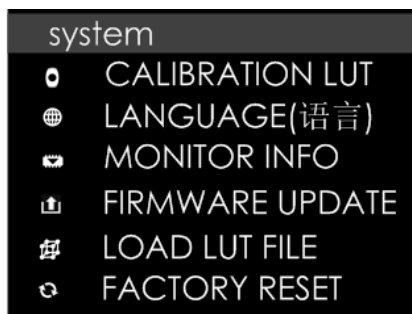 system
CALIBRATION LUT
LANGUAGE(语言)
MONITOR INFO
FIRMWARE UPDATE
LOAD LUT FILE
FACTORY RESET